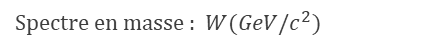 Spectre en masse : W(GeV/c²)